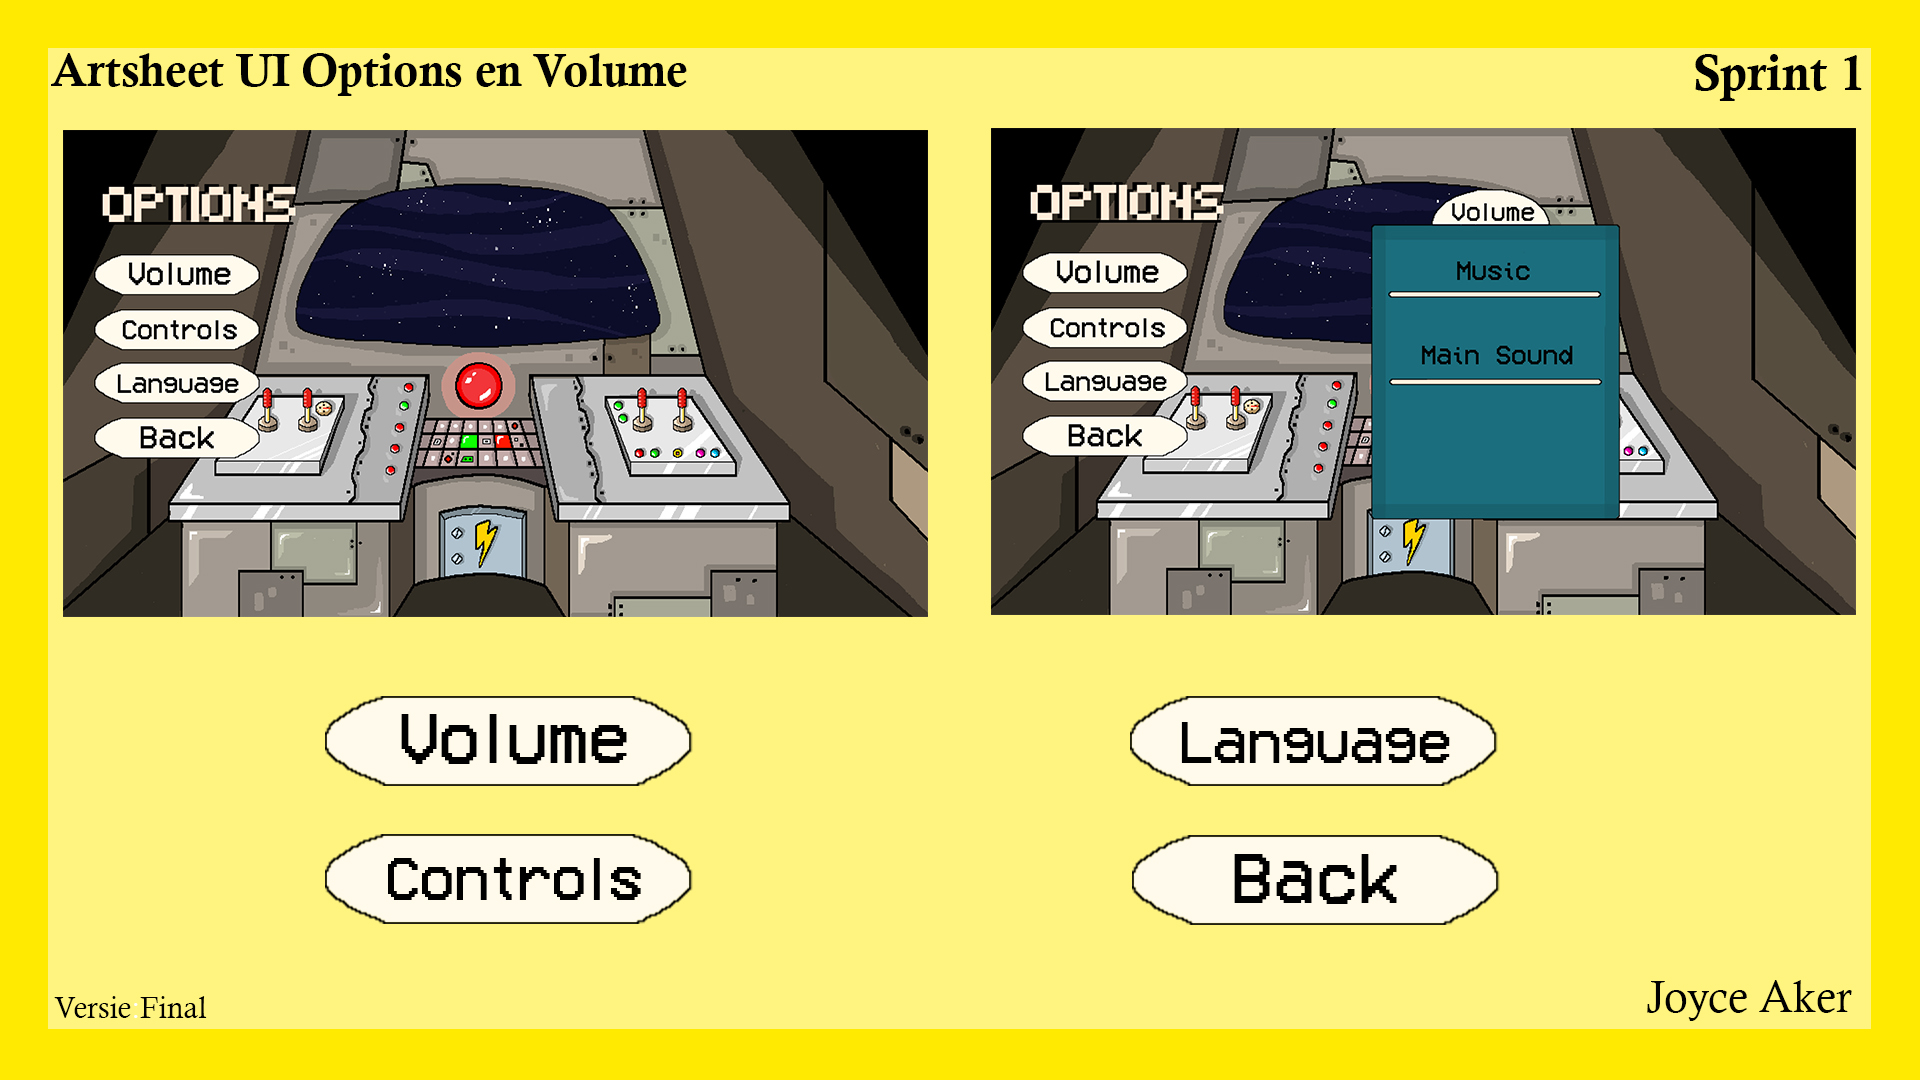 Artsheet UI Options en Volume
Sprint 1
OPTIONS
Volume
Controls
Language
Back
OPTIONS
Volume
Controls
Language
Back
Volume
Music
Main Sound
Volume
Language
Controls
Back
Versie:Final
Joyce Aker